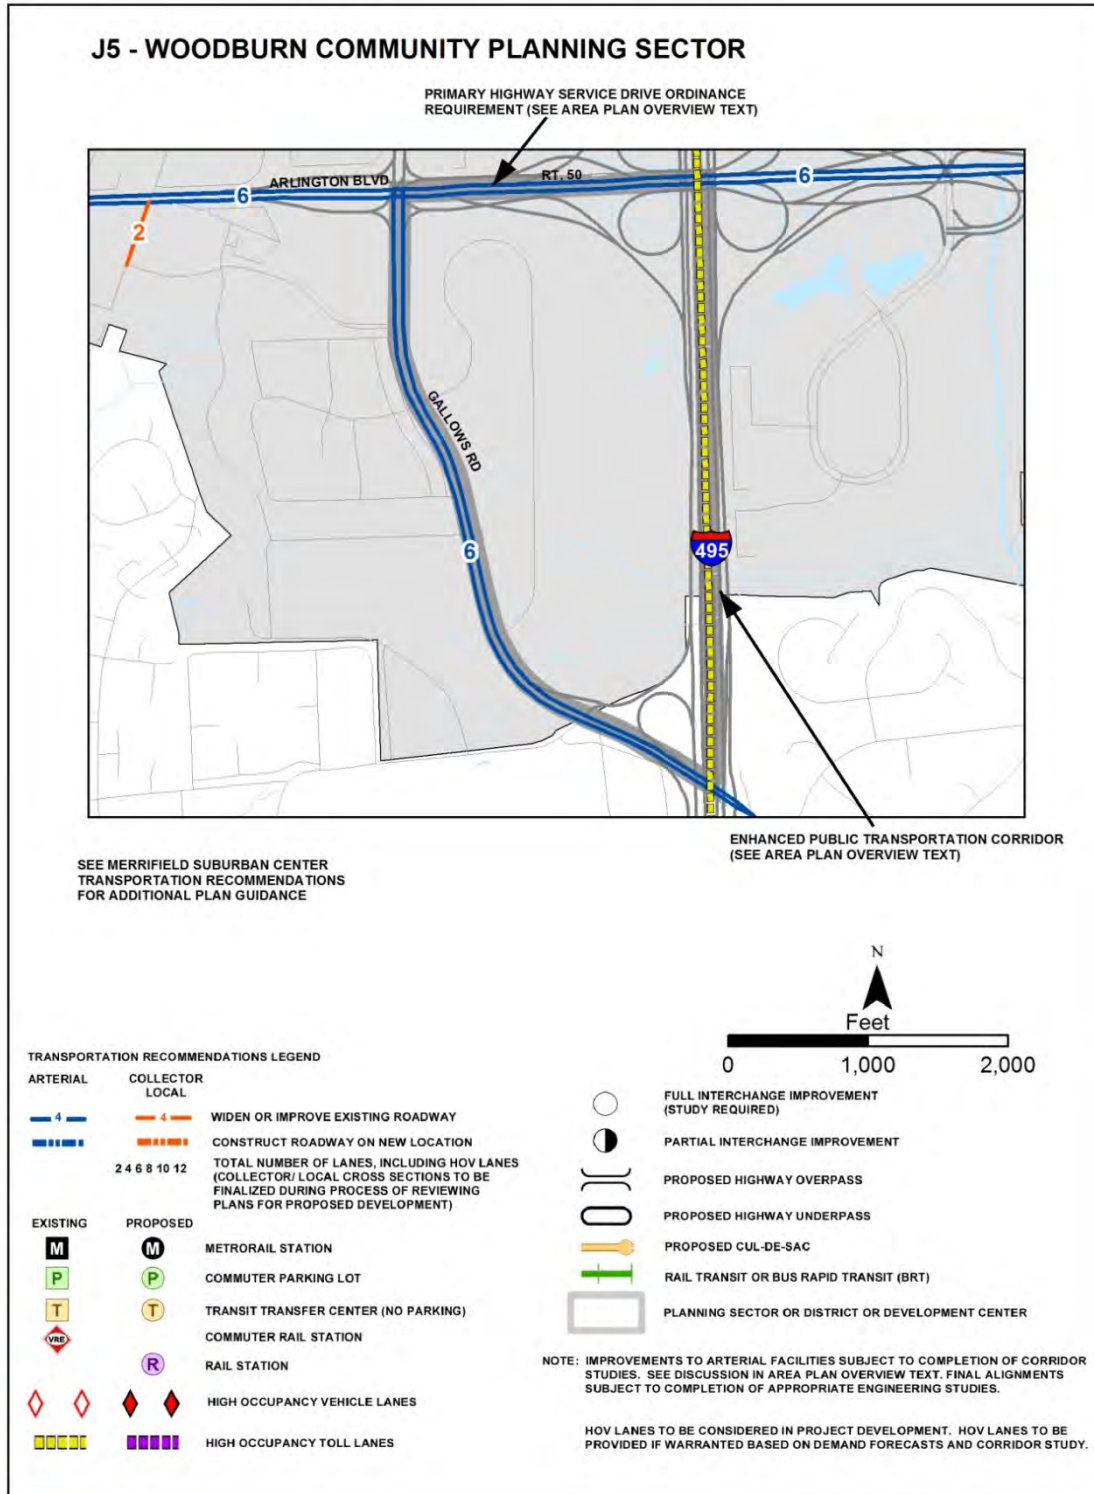 J5 - WOODBURN COMMUNITY PLANNING SECTOR
PRIMARY HIGHWAY SERVICE DRIVE ORDINANCE
REQUIREMENT (SEE AREA PLAN OVERVIEW TEXT)
ARLINGTON BLVD
RT. 50
6
6
2
GALLOWS RD
6
495
ENHANCED PUBLIC TRANSPORTATION CORRIDOR
(SEE AREA PLAN OVERVIEW TEXT)
SEE MERRIFIELD SUBURBAN CENTER
TRANSPORTATION RECOMMENDATIONS
FOR ADDITIONAL PLAN GUIDANCE
N
Feet
0 1,000 2,000
TRANSPORTATION RECOMMENDATIONS LEGEND
ARTERIAL COLLECTOR
LOCAL
4 4 WIDEN OR IMPROVE EXISTING ROADWAY
CONSTRUCT ROADWAY ON NEW LOCATION
2 4 6 8 10 12 TOTAL NUMBER OF LANES, INCLUDING HOV LANES
(COLLECTOR/ LOCAL CROSS SECTIONS TO BE
FINALIZED DURING PROCESS OF REVIEWING
PLANS FOR PROPOSED DEVELOPMENT)
EXISTING PROPOSED
M M METRORAIL STATION
P P COMMUTER PARKING LOT
T T TRANSIT TRANSFER CENTER (NO PARKING)
VRE COMMUTER RAIL STATION
R RAIL STATION
HIGH OCCUPANCY VEHICLE LANES
HIGH OCCUPANCY TOLL LANES
FULL INTERCHANGE IMPROVEMENT
(STUDY REQUIRED)
PARTIAL INTERCHANGE IMPROVEMENT
PROPOSED HIGHWAY OVERPASS
PROPOSED HIGHWAY UNDERPASS
PROPOSED CUL-DE-SAC
RAIL TRANSIT OR BUS RAPID TRANSIT (BRT)
PLANNING SECTOR OR DISTRICT OR DEVELOPMENT CENTER
NOTE: IMPROVEMENTS TO ARTERIAL FACILITIES SUBJECT TO COMPLETION OF CORRIDOR
STUDIES. SEE DISCUSSION IN AREA PLAN OVERVIEW TEXT. FINAL ALIGNMENTS
SUBJECT TO COMPLETION OF APPROPRIATE ENGINEERING STUDIES.
HOV LANES TO BE CONSIDERED IN PROJECT DEVELOPMENT. HOV LANES TO BE
PROVIDED IF WARRANTED BASED ON DEMAND FORECASTS AND CORRIDOR STUDY.